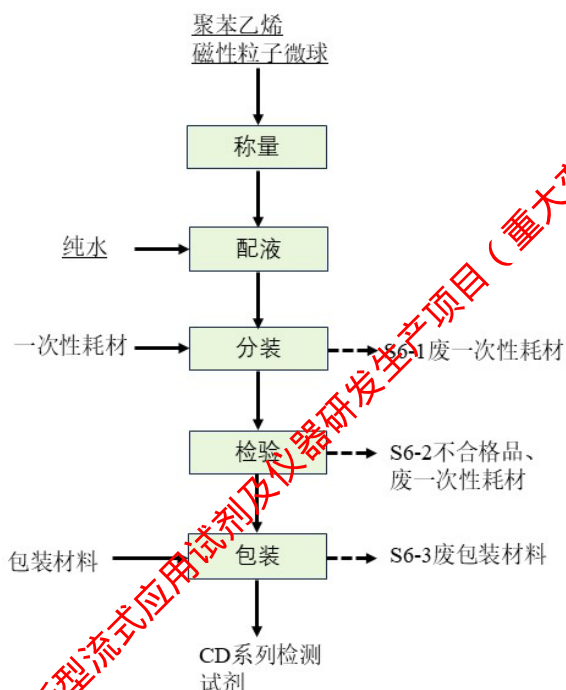 聚苯乙烯
磁性粒子微球
称量
纯水
配液
一次性耗材
分装
S6-1废一次性耗材
检验
S6-2不合格品、
废一次性耗材
包装材料
包装
S6-3废包装材料
CD系列检测
试剂
型流式应用试剂及仪器研发生产项目（重大